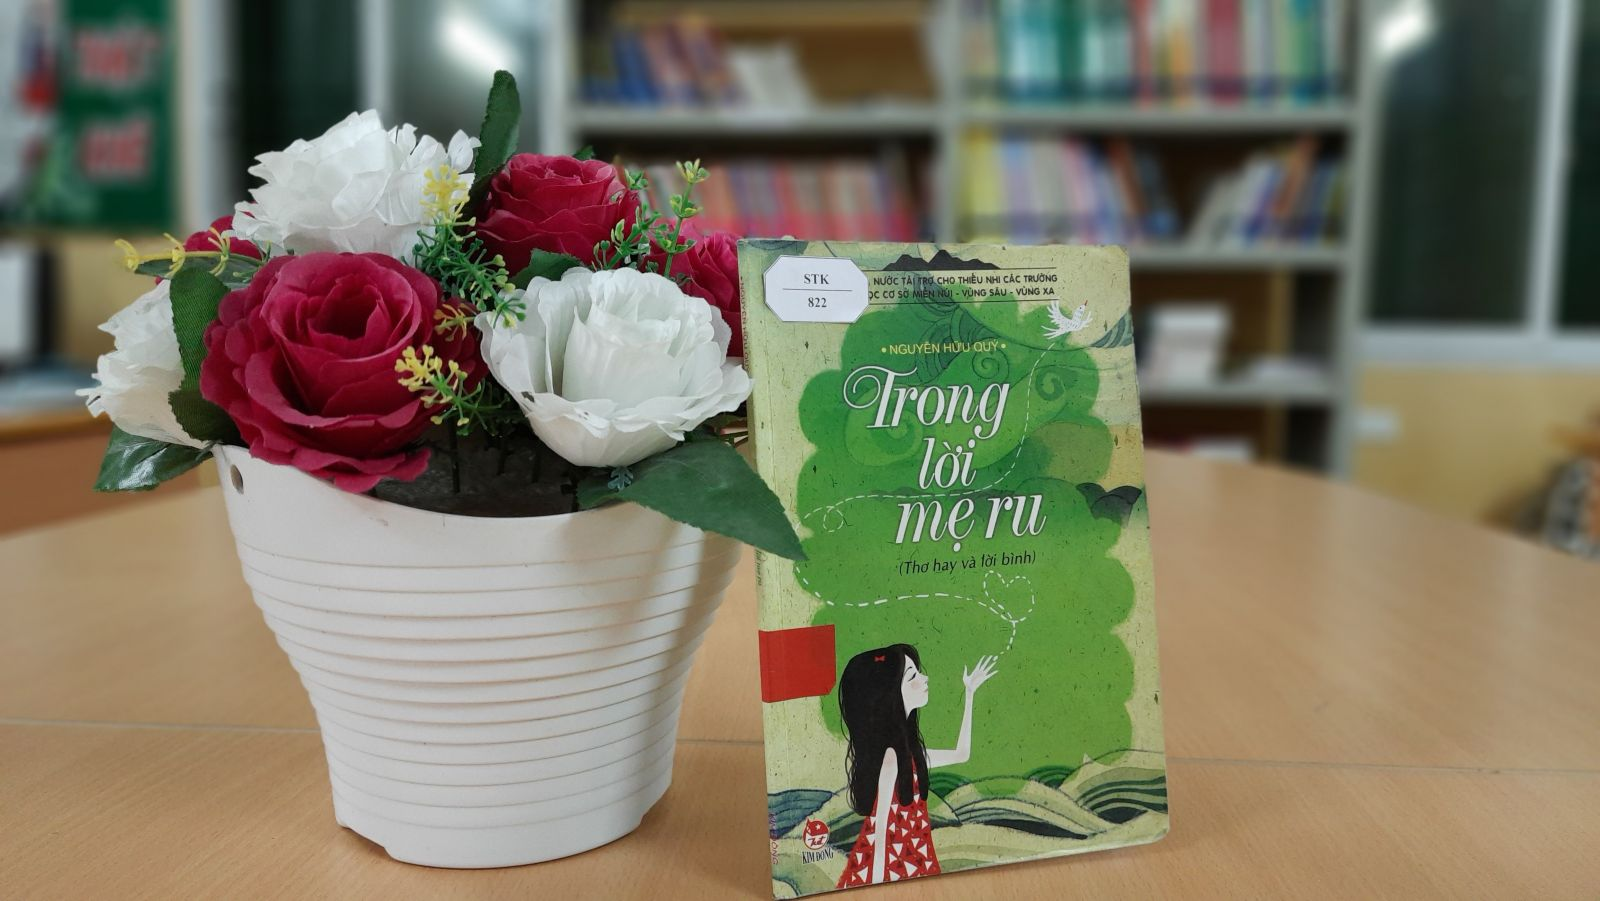 STK
822
NƯỚC TÀI TRỢ CHO THIẾU NHI CÁC TRƯỜNG
CƠ SỞ MIỀN NÚI - VÙNG SÂU - VÙNG XA
• NGUYỄN HỮU QUÝ •
Trong
lời
mẹ ru
(Thơ hay và lời bình)
KIM ĐỒNG